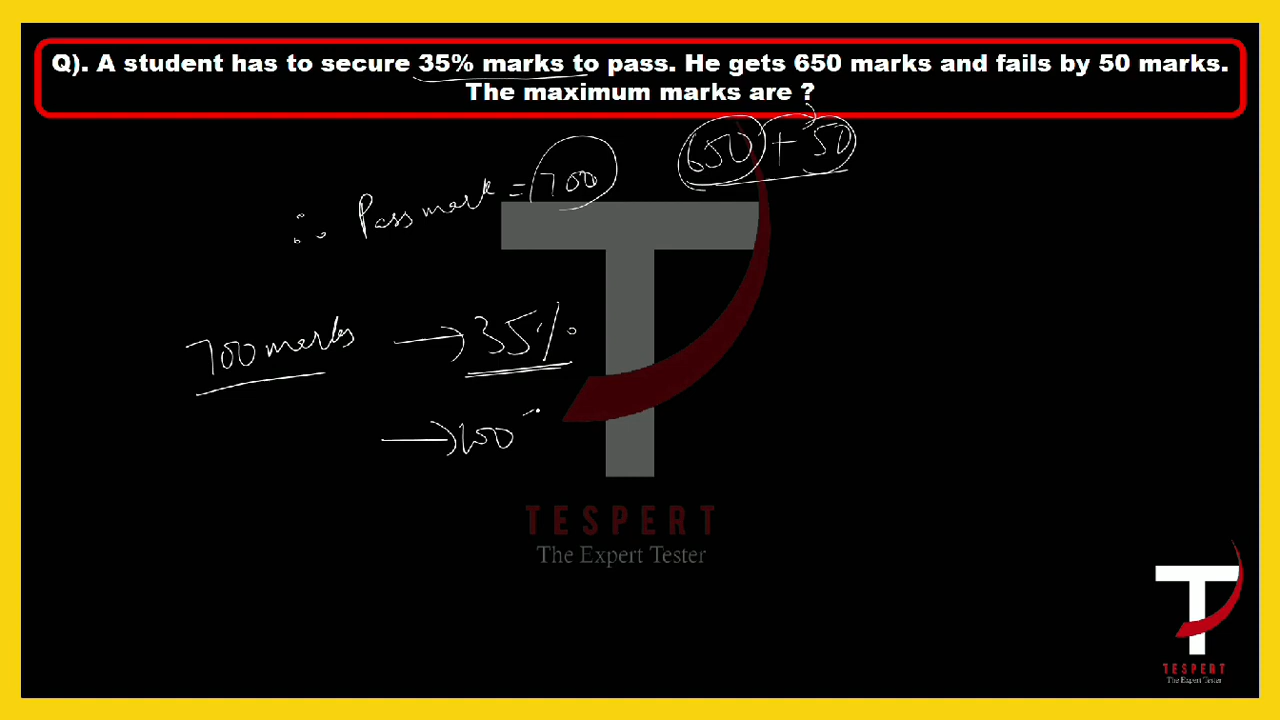 Q). A student has to secure 35% marks to pass. He gets 650 marks and fails by 50 marks.
The maximum marks are ?
650 + 50
∴ Pass mark = 700
700 marks → 35%
→ 100
TESPERT
The Expert Tester
TESPERT
The Expert Tester